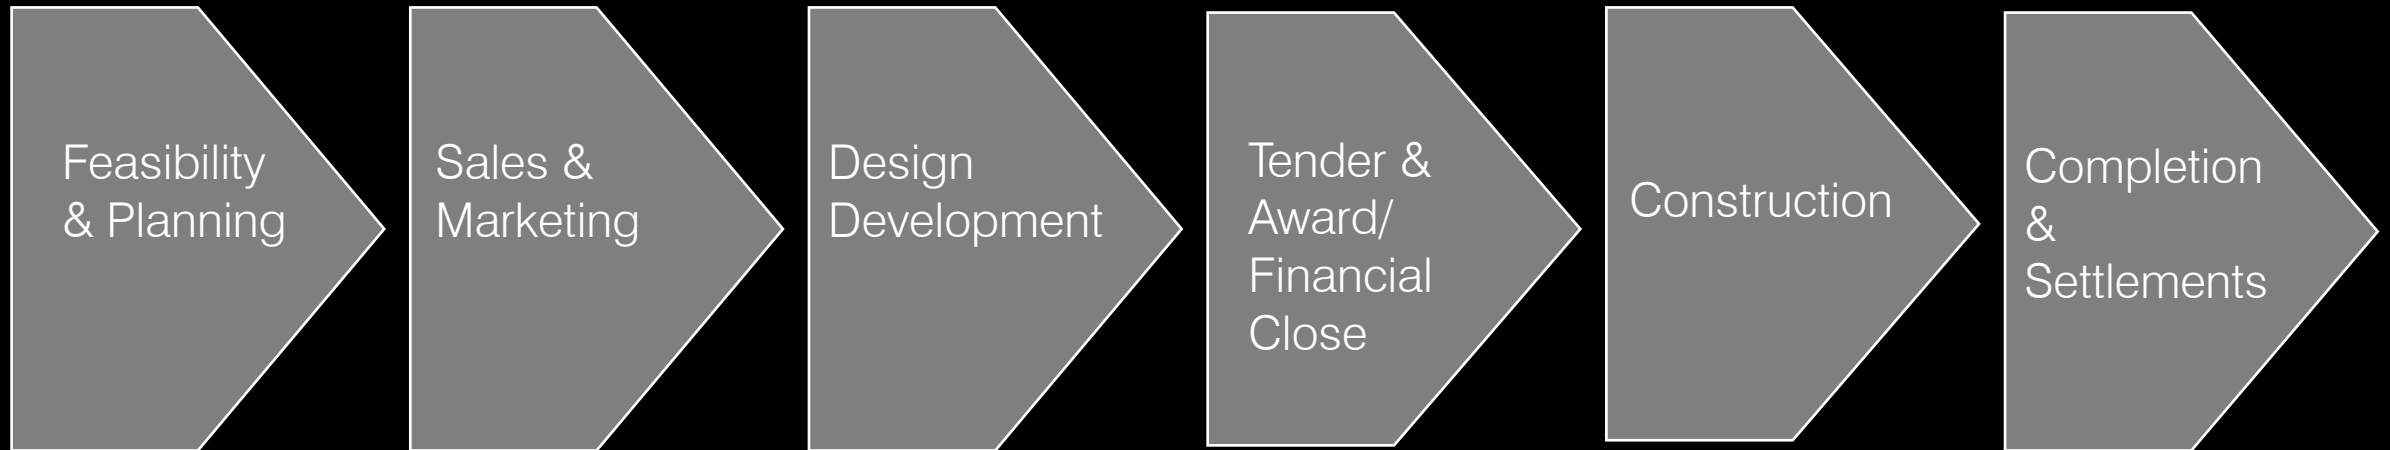 Feasibility
& Planning
Sales &
Marketing
Design
Development
Tender &
Award/
Financial
Close
Construction
Completion
&
Settlements